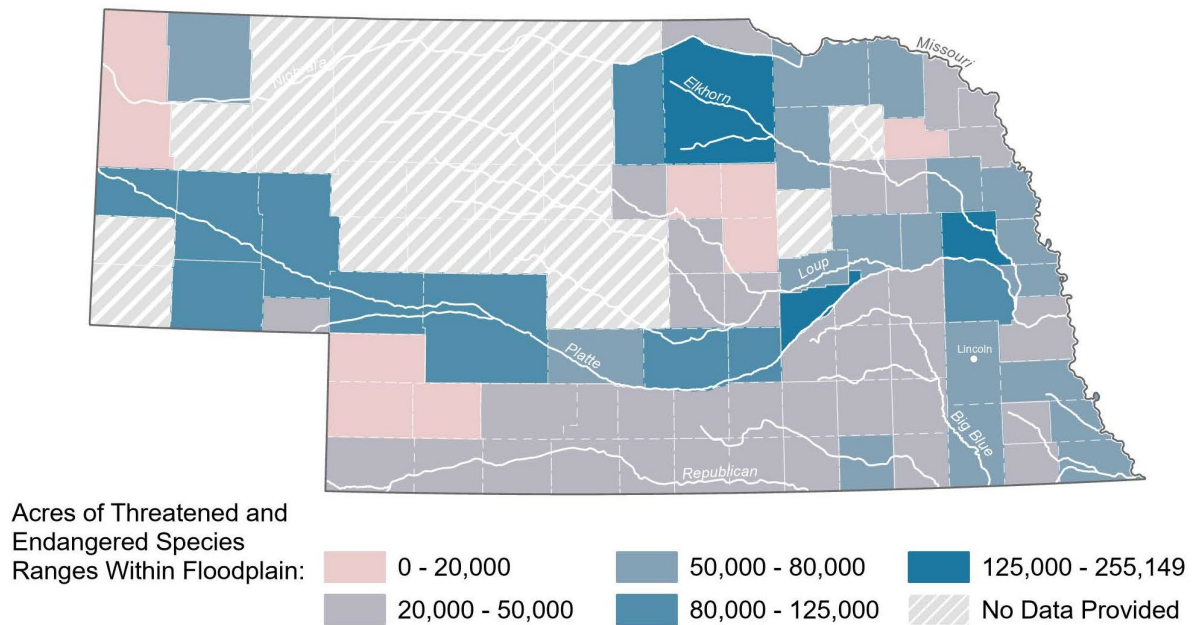 Missouri
Niobrara
Elkhorn
Loup
Platte
Lincoln
Big Blue
Republican
Acres of Threatened and
Endangered Species
Ranges Within Floodplain:
0 - 20,000
50,000 - 80,000
125,000 - 255,149
20,000 - 50,000
80,000 - 125,000
No Data Provided